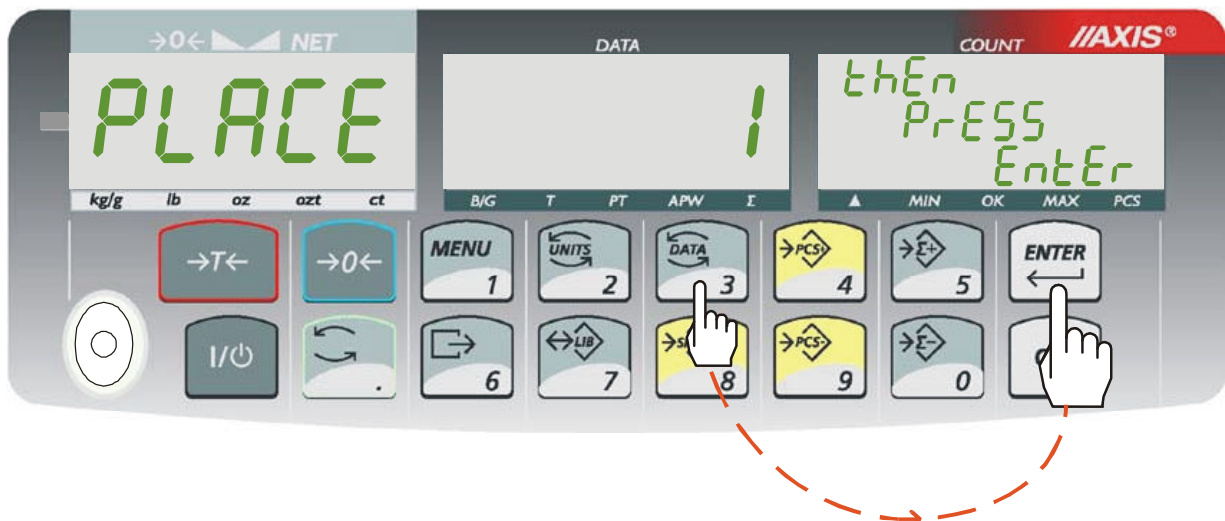 →0← NET
DATA
COUNT
//AXIS®
PLACE
1
thEn
PrESS
EntEr
kg/g lb oz ozt ct
B/G T PT APW Σ
▲ MIN OK MAX PCS
→T←
→0←
MENU
1
UNITS
2
DATA
3
→PCS+
4
→Σ+
5
ENTER
I/⏻
.
6
↔LIB
7
8
→PCS-
9
→Σ-
0